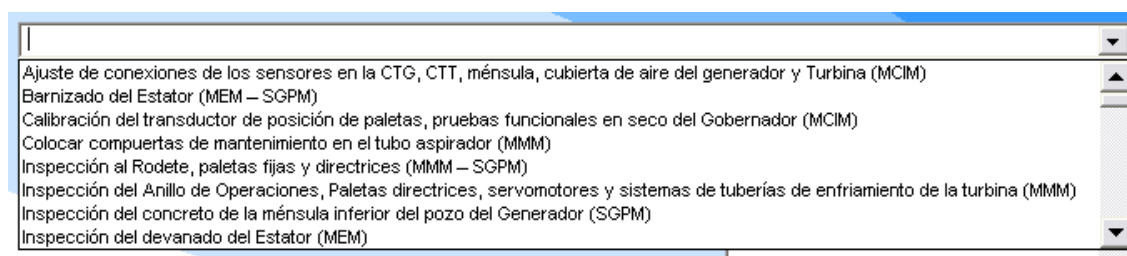 Ajuste de conexiones de los sensores en la CTG, CTT, ménsula, cubierta de aire del generador y Turbina (MCIM)
Barnizado del Estator (MEM – SGPM)
Calibración del transductor de posición de paletas, pruebas funcionales en seco del Gobernador (MCIM)
Colocar compuertas de mantenimiento en el tubo aspirador (MMM)
Inspección al Rodete, paletas fijas y directrices (MMM – SGPM)
Inspección del Anillo de Operaciones, Paletas directrices, servomotores y sistemas de tuberías de enfriamiento de la turbina (MMM)
Inspección del concreto de la ménsula inferior del pozo del Generador (SGPM)
Inspección del devanado del Estator (MEM)